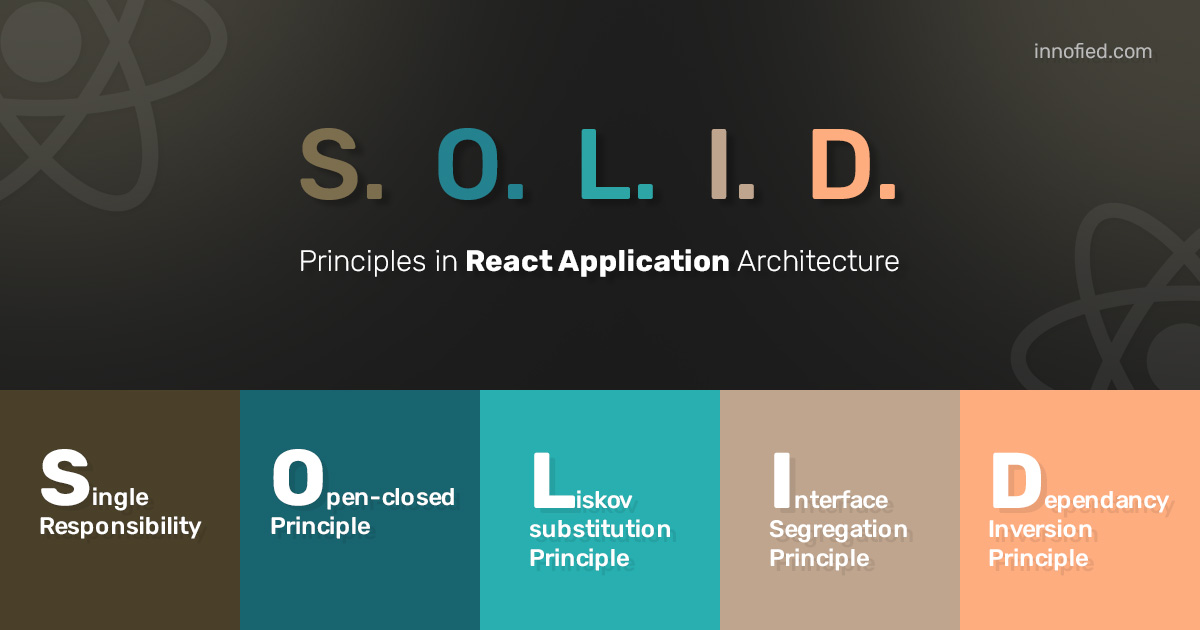 innofied.com
S. O. L. I. D.
Principles in React Application Architecture
Single
Responsibility
Open-closed
Principle
Liskov
substitution
Principle
Interface
Segregation
Principle
Dependancy
Inversion
Principle